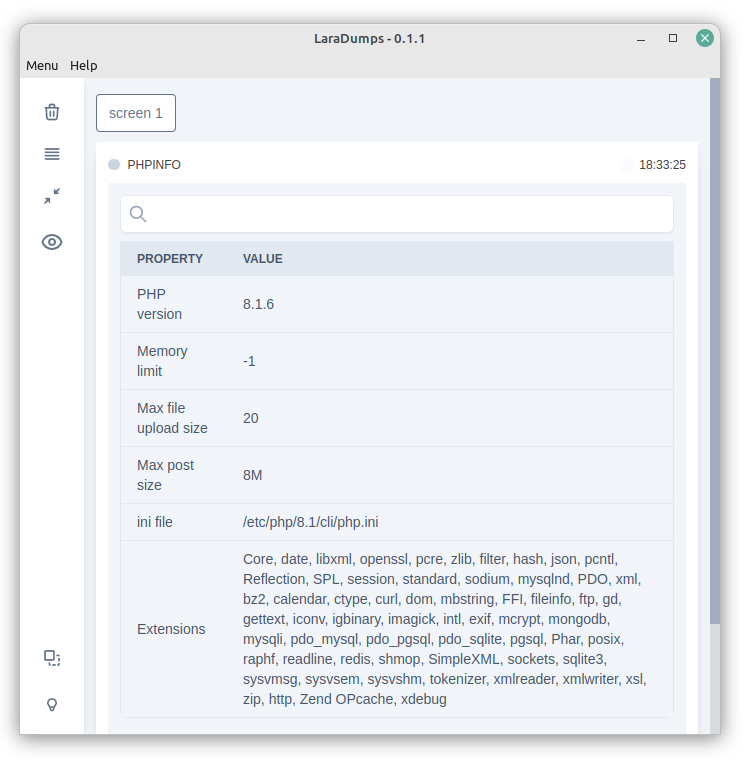 LaraDumps - 0.1.1
Menu Help
screen 1
PHPINFO 18:33:25
PROPERTY VALUE
PHP
version
8.1.6
Memory
limit
-1
Max file
upload size
20
Max post
size
8M
ini file /etc/php/8.1/cli/php.ini
Extensions
Core, date, libxml, openssl, pcre, zlib, filter, hash, json, pcntl,
Reflection, SPL, session, standard, sodium, mysqlnd, PDO, xml,
bz2, calendar, ctype, curl, dom, mbstring, FFI, fileinfo, ftp, gd,
gettext, iconv, igbinary, imagick, intl, exif, mcrypt, mongodb,
mysqli, pdo_mysql, pdo_pgsql, pdo_sqlite, pgsql, Phar, posix,
raphf, readline, redis, shmop, SimpleXML, sockets, sqlite3,
sysvmsg, sysvsem, sysvshm, tokenizer, xmlreader, xmlwriter, xsl,
zip, http, Zend OPcache, xdebug